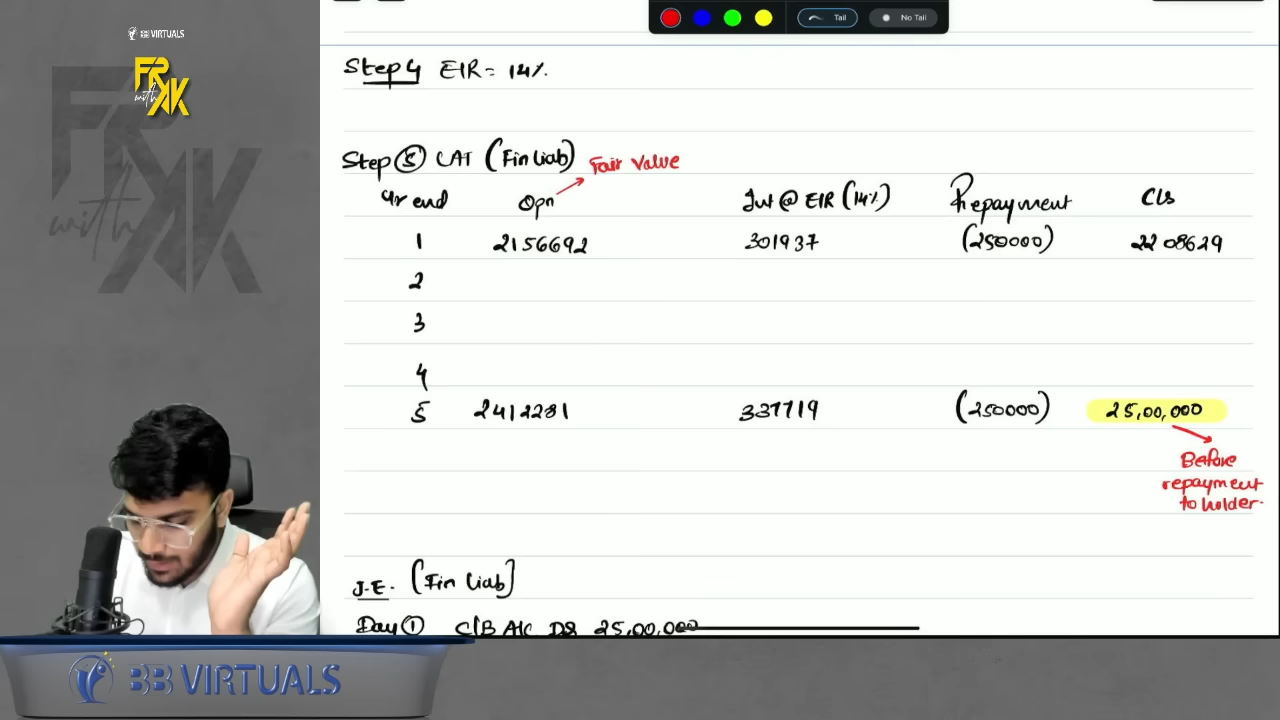 Tail No Tail
BB VIRTUALS
FR
with
AK
Step 4 EIR = 14%.
Step ⑤ CAT (Fin Liab)
Fair Value
Yr end Opn Int @ EIR (14%) Repayment Cls
1 2156692 301937 (250000) 2208629
2
3
4
5 2412281 337719 (250000) 25,00,000
Before
repayment
to holder.
J.E. (Fin Liab)
Day ① C/B A/c Dr 25,00,000
BB VIRTUALS